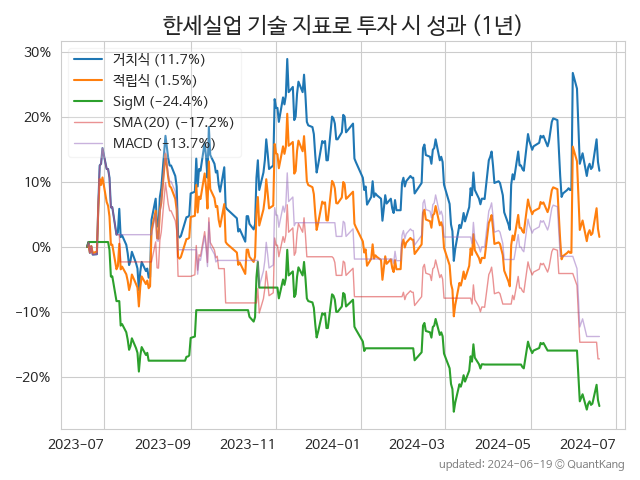 한세실업 기술 지표로 투자 시 성과 (1년)
30%
20%
10%
0%
−10%
−20%
거치식 (11.7%)
적립식 (1.5%)
SigM (−24.4%)
SMA(20) (−17.2%)
MACD (−13.7%)
2023-07
2023-09
2023-11
2024-01
2024-03
2024-05
2024-07
updated: 2024-06-19 © QuantKang